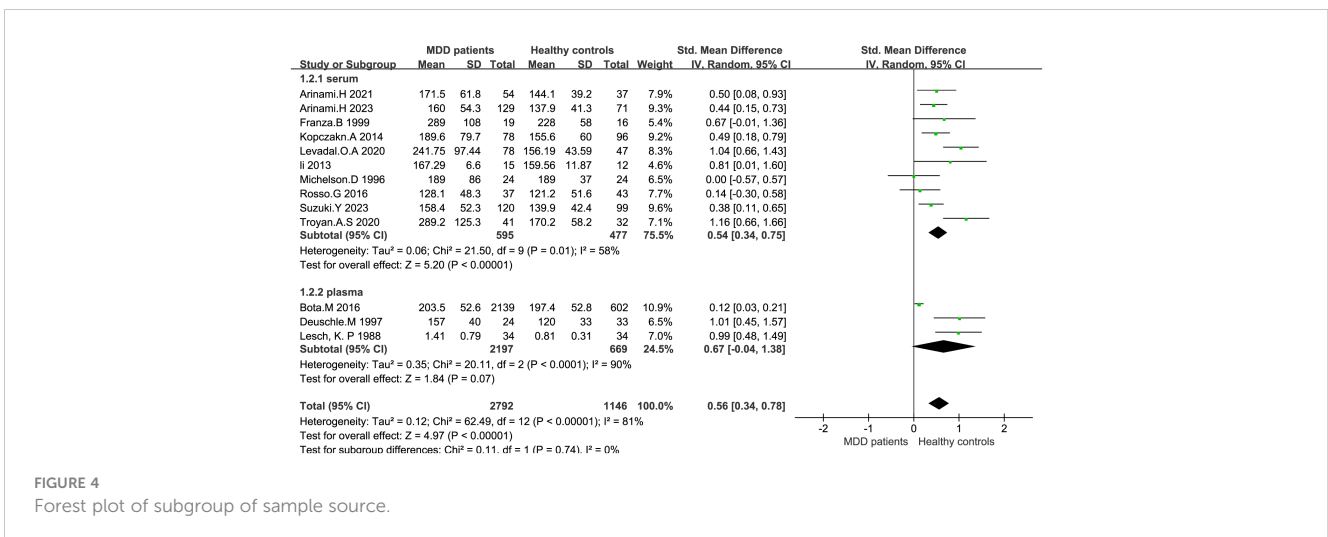 MDD patients Healthy controls Std. Mean Difference Std. Mean Difference
Study or Subgroup Mean SD Total Mean SD Total Weight IV, Random, 95% CI IV, Random, 95% CI
1.2.1 serum
Arinami.H 2021 171.5 61.8 54 144.1 39.2 37 7.9% 0.50 [0.08, 0.93]
Arinami.H 2023 160 54.3 129 137.9 41.3 71 9.3% 0.44 [0.15, 0.73]
Franza.B 1999 289 108 19 228 58 16 5.4% 0.67 [-0.01, 1.36]
Kopczakn.A 2014 189.6 79.7 78 155.6 60 96 9.2% 0.49 [0.18, 0.79]
Levadal.O.A 2020 241.75 97.44 78 156.19 43.59 47 8.3% 1.04 [0.66, 1.43]
li 2013 167.29 6.6 15 159.56 11.87 12 4.6% 0.81 [0.01, 1.60]
Michelson.D 1996 189 86 24 189 37 24 6.5% 0.00 [-0.57, 0.57]
Rosso.G 2016 128.1 48.3 37 121.2 51.6 43 7.7% 0.14 [-0.30, 0.58]
Suzuki.Y 2023 158.4 52.3 120 139.9 42.4 99 9.6% 0.38 [0.11, 0.65]
Troyan.A.S 2020 289.2 125.3 41 170.2 58.2 32 7.1% 1.16 [0.66, 1.66]
Subtotal (95% CI) 595 477 75.5% 0.54 [0.34, 0.75]
Heterogeneity: Tau² = 0.06; Chi² = 21.50, df = 9 (P = 0.01); I² = 58%
Test for overall effect: Z = 5.20 (P < 0.00001)
1.2.2 plasma
Bota.M 2016 203.5 52.6 2139 197.4 52.8 602 10.9% 0.12 [0.03, 0.21]
Deuschle.M 1997 157 40 24 120 33 33 6.5% 1.01 [0.45, 1.57]
Lesch, K. P 1988 1.41 0.79 34 0.81 0.31 34 7.0% 0.99 [0.48, 1.49]
Subtotal (95% CI) 2197 669 24.5% 0.67 [-0.04, 1.38]
Heterogeneity: Tau² = 0.35; Chi² = 20.11, df = 2 (P < 0.0001); I² = 90%
Test for overall effect: Z = 1.84 (P = 0.07)
Total (95% CI) 2792 1146 100.0% 0.56 [0.34, 0.78]
Heterogeneity: Tau² = 0.12; Chi² = 62.49, df = 12 (P < 0.00001); I² = 81%
Test for overall effect: Z = 4.97 (P < 0.00001)
Test for subgroup differences: Chi² = 0.11, df = 1 (P = 0.74), I² = 0%
-2 -1 0 1 2
MDD patients Healthy controls
FIGURE 4
Forest plot of subgroup of sample source.